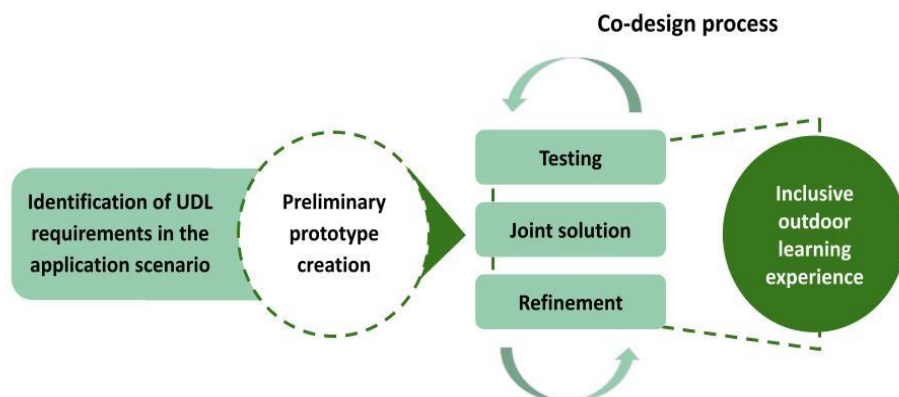 Co-design process
Identification of UDL
requirements in the
application scenario
Preliminary
prototype
creation
Testing
Joint solution
Refinement
Inclusive
outdoor
learning
experience